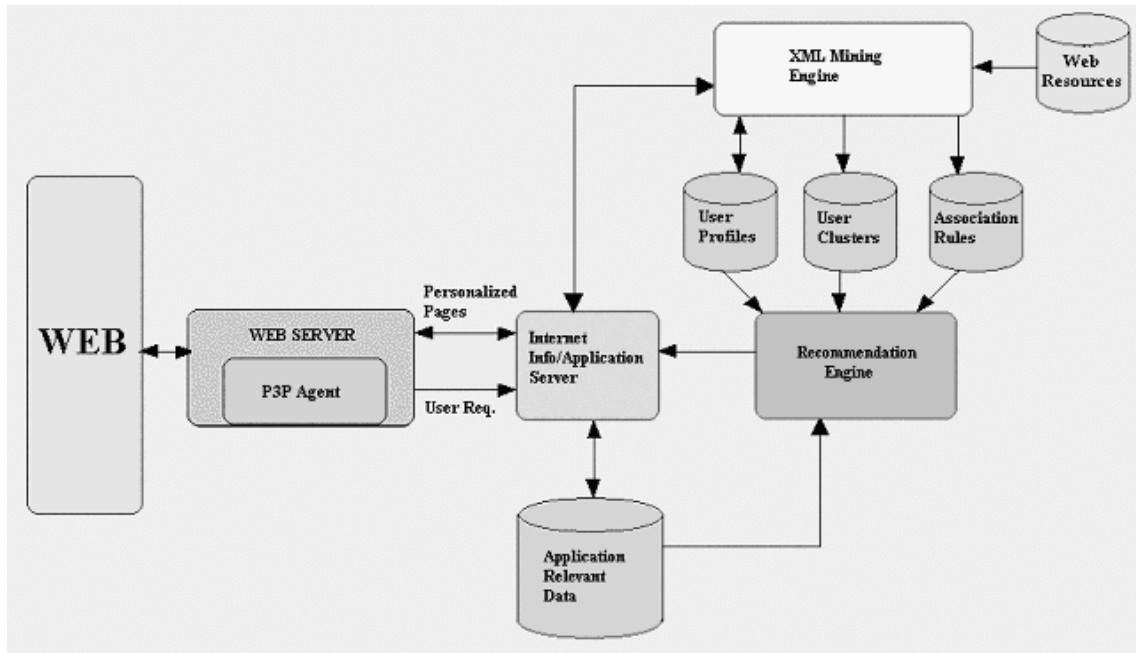 XML Mining
Engine
Web
Resources
User
Profiles
User
Clusters
Association
Rules
Personalized
Pages
WEB
WEB SERVER
P3P Agent
User Req.
Internet
Info/Application
Server
Recommendation
Engine
Application
Relevant
Data